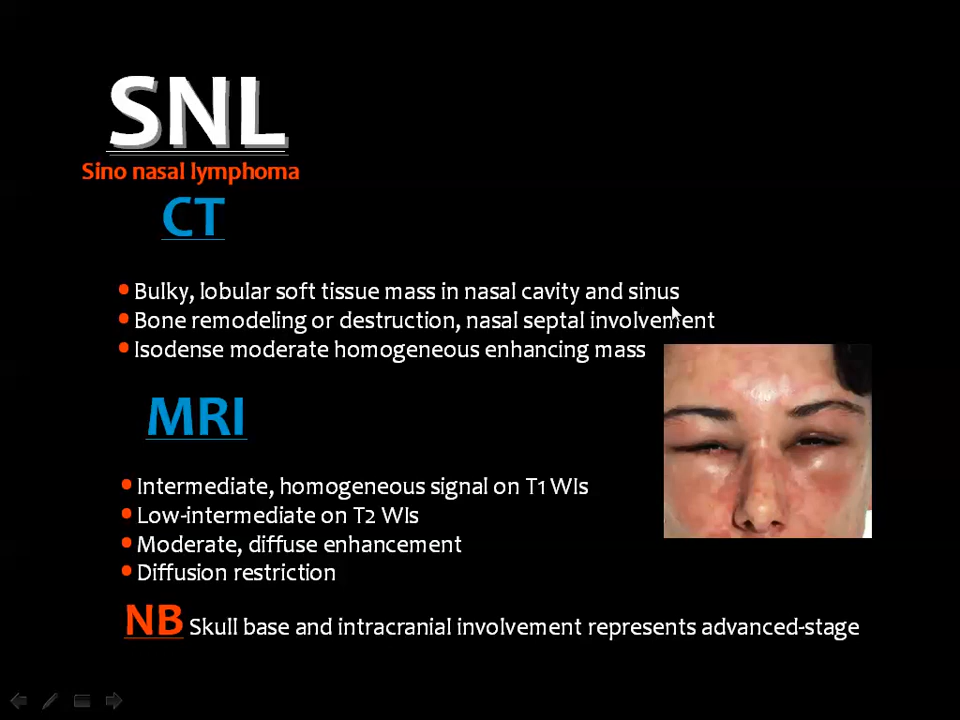 SNL
Sino nasal lymphoma
CT
• Bulky, lobular soft tissue mass in nasal cavity and sinus
• Bone remodeling or destruction, nasal septal involvement
• Isodense moderate homogeneous enhancing mass
MRI
• Intermediate, homogeneous signal on T1 WIs
• Low-intermediate on T2 WIs
• Moderate, diffuse enhancement
• Diffusion restriction
NB Skull base and intracranial involvement represents advanced-stage